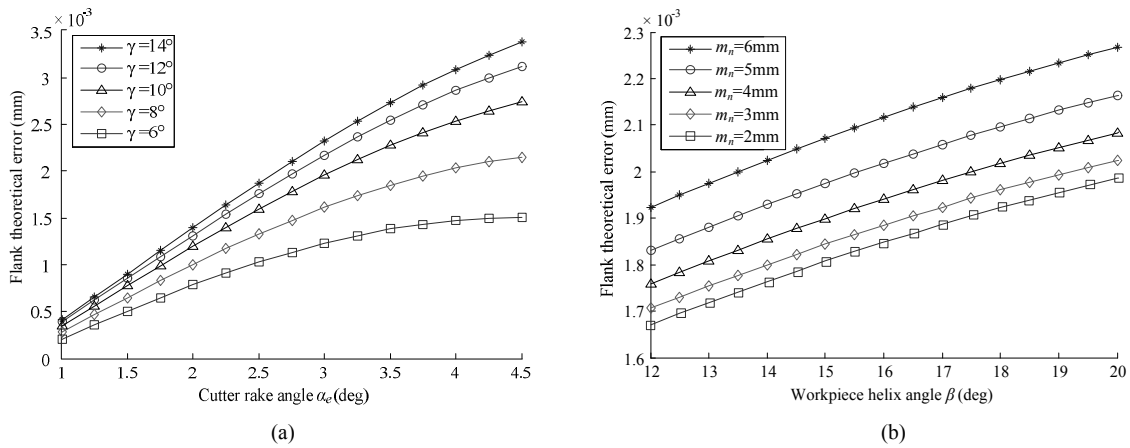 × 10⁻³
3.5
3
2.5
2
1.5
1
0.5
0
Flank theoretical error (mm)
γ=14°
γ=12°
γ=10°
γ=8°
γ=6°
1 1.5 2 2.5 3 3.5 4 4.5
Cutter rake angle αₑ (deg)
(a)
× 10⁻³
2.3
2.2
2.1
2
1.9
1.8
1.7
1.6
Flank theoretical error (mm)
mₙ=6mm
mₙ=5mm
mₙ=4mm
mₙ=3mm
mₙ=2mm
12 13 14 15 16 17 18 19 20
Workpiece helix angle β (deg)
(b)